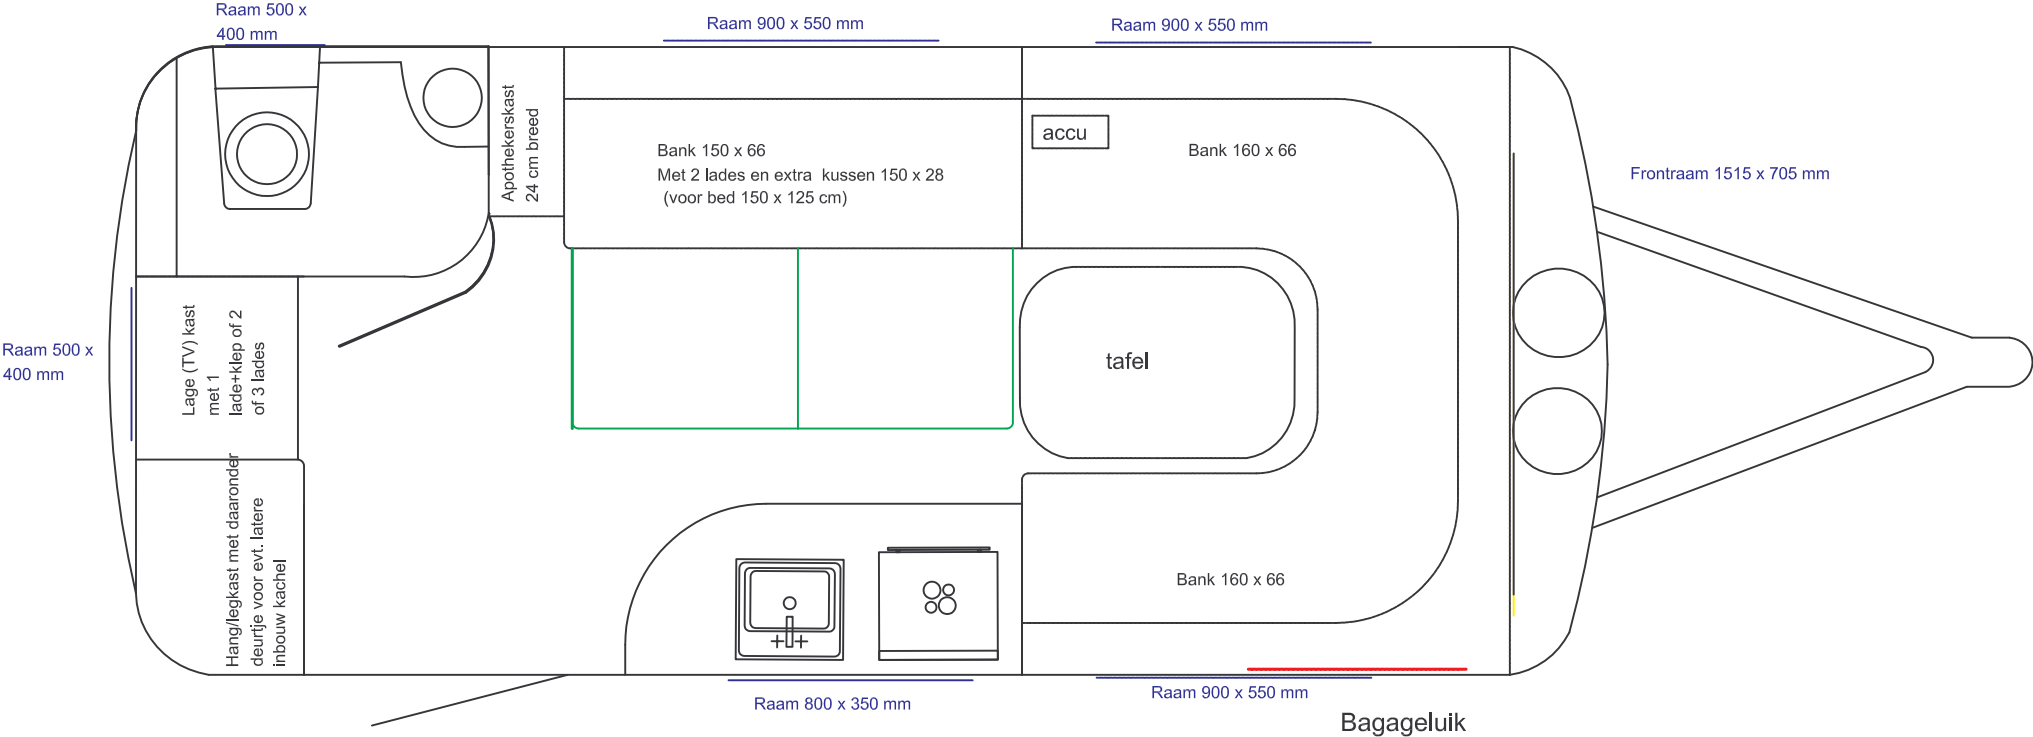 Raam 500 x
400 mm
Raam 900 x 550 mm
Raam 900 x 550 mm
Apothekerskast
24 cm breed
Bank 150 x 66
Met 2 lades en extra kussen 150 x 28
(voor bed 150 x 125 cm)
accu
Bank 160 x 66
Frontraam 1515 x 705 mm
Raam 500 x
400 mm
Lage (TV) kast
met 1
lade+klep of 2
of 3 lades
tafel
Hang/legkast met daaronder
deurtje voor evt. latere
inbouw kachel
Bank 160 x 66
Raam 800 x 350 mm
Raam 900 x 550 mm
Bagageluik